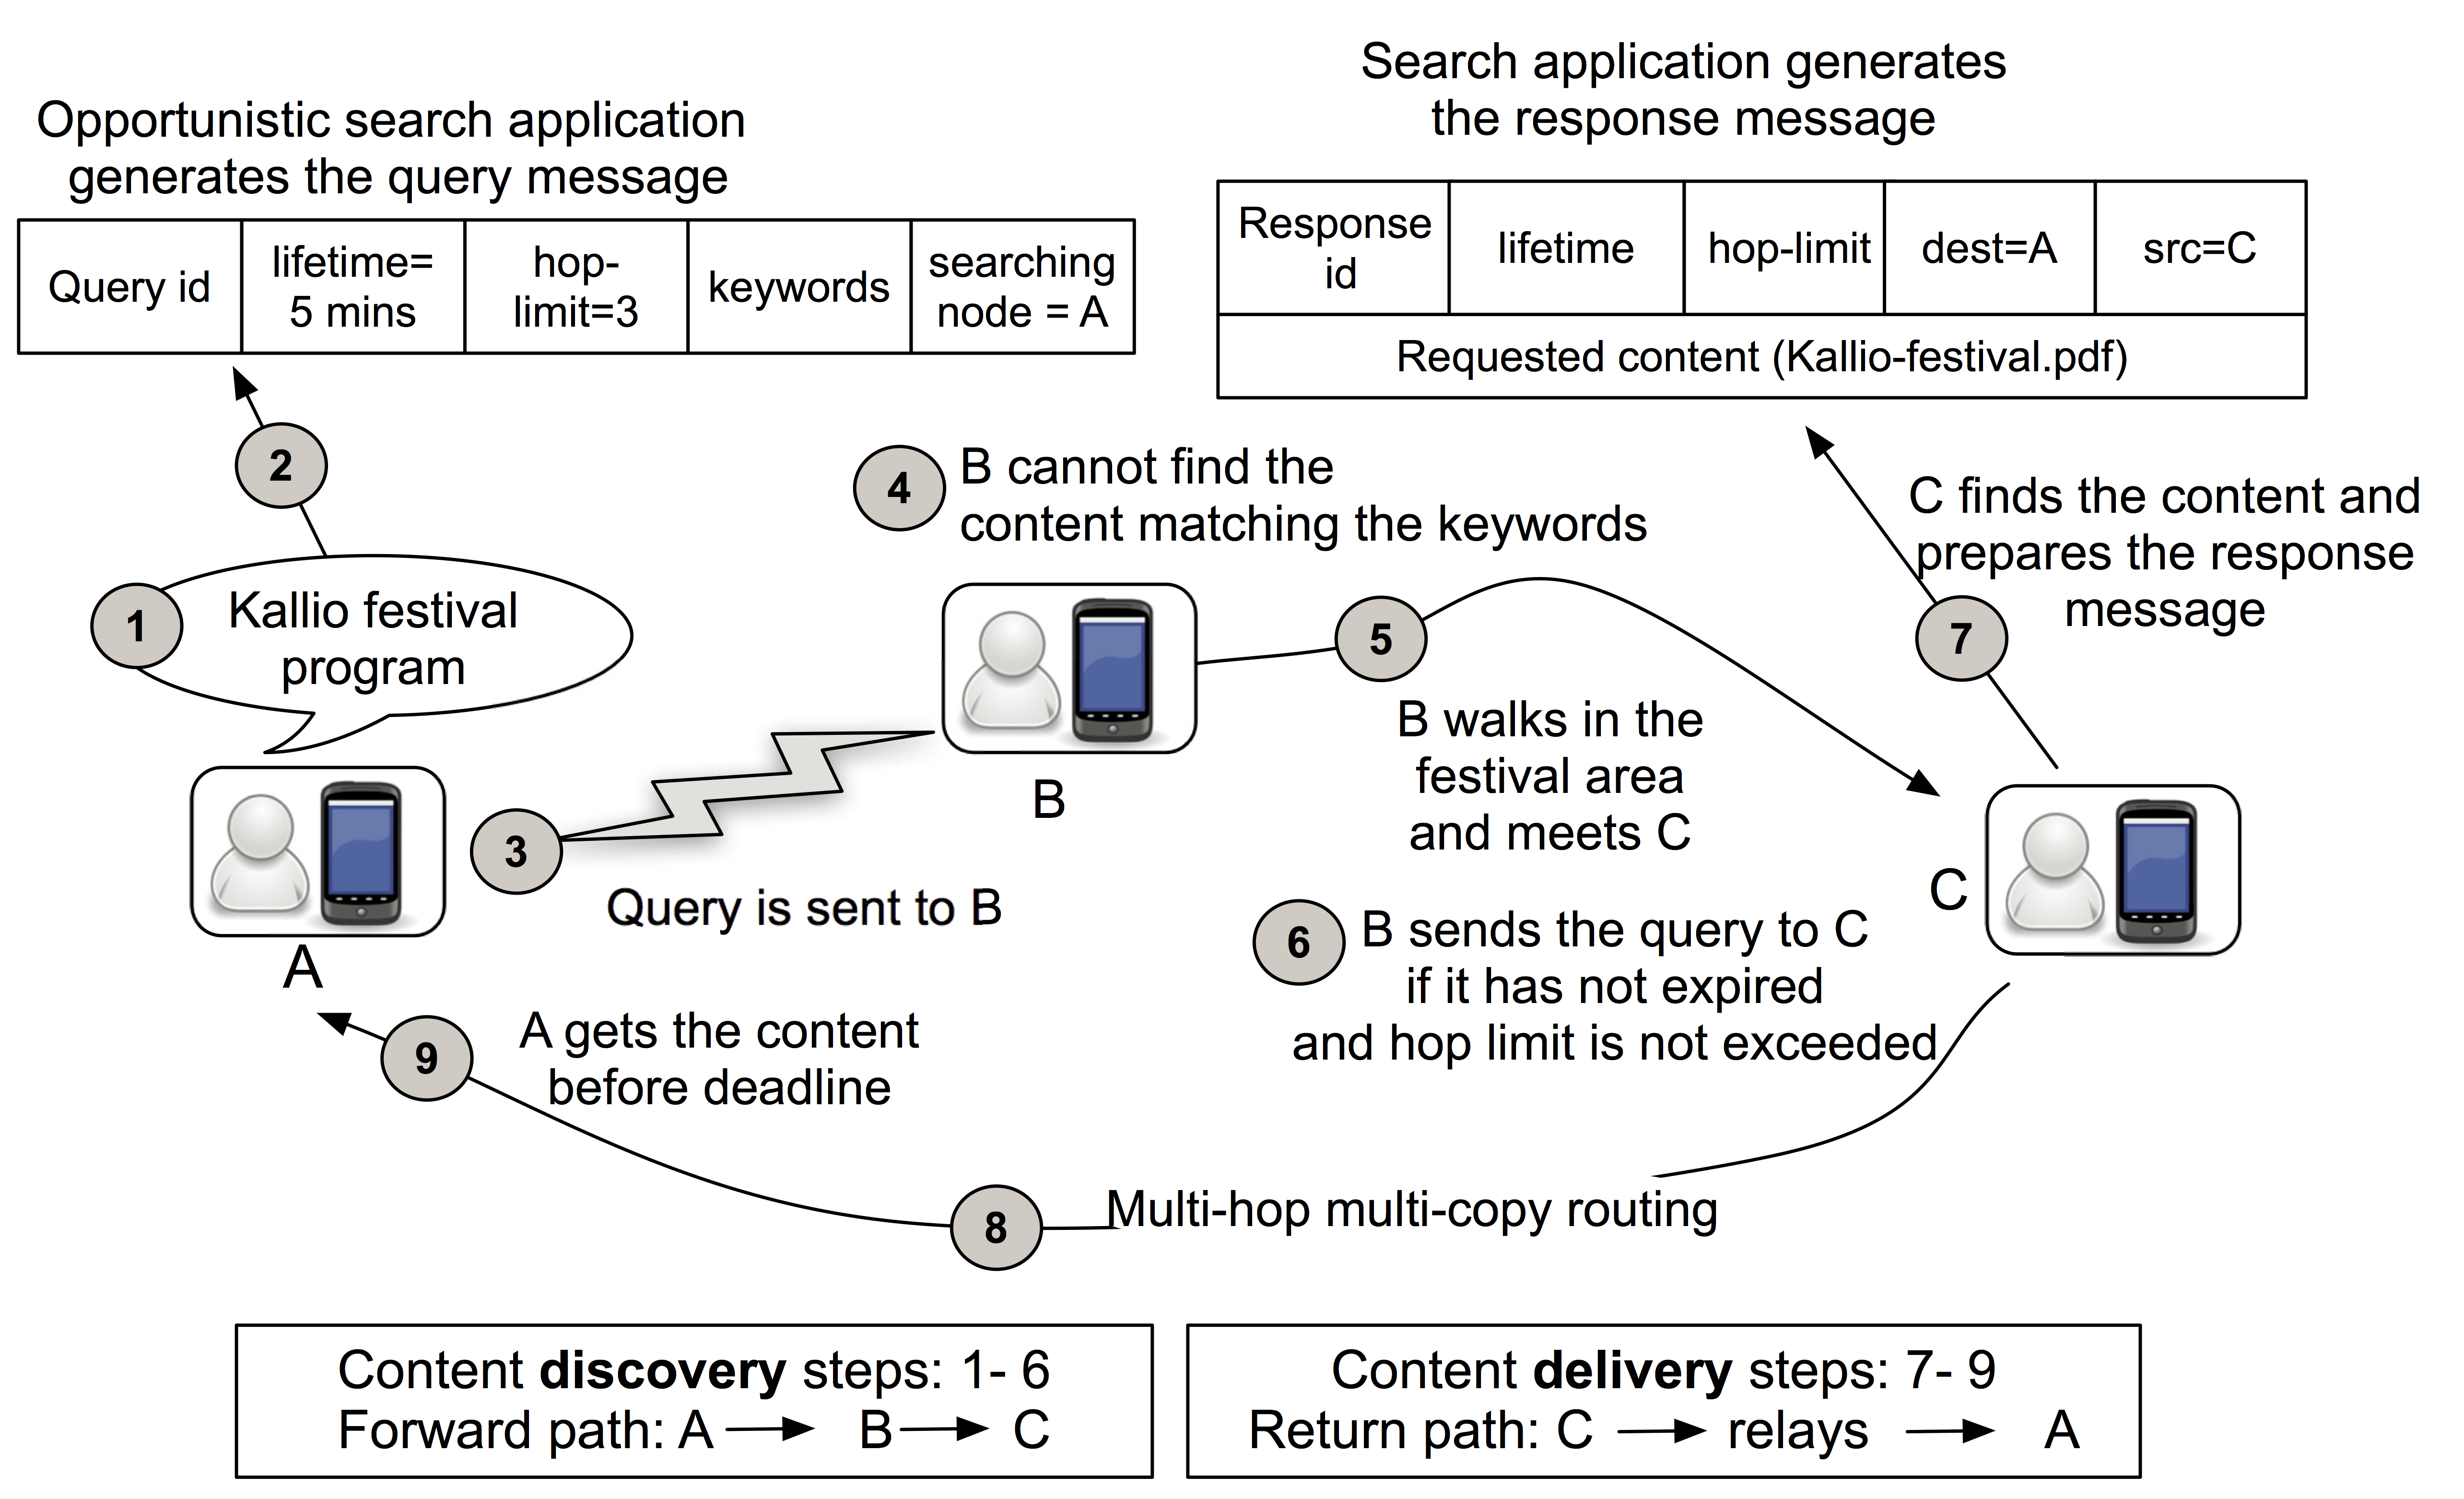 Search application generates
the response message
Opportunistic search application
generates the query message
Query id
lifetime=
5 mins
hop-
limit=3
keywords
searching
node = A
Response
id
lifetime
hop-limit
dest=A
src=C
Requested content (Kallio-festival.pdf)
2
4
B cannot find the
content matching the keywords
C finds the content and
prepares the response
message
1
Kallio festival
program
5
7
B walks in the
festival area
and meets C
B
3
Query is sent to B
A
C
6
B sends the query to C
if it has not expired
and hop limit is not exceeded
9
A gets the content
before deadline
8
Multi-hop multi-copy routing
Content discovery steps: 1- 6
Forward path: A B C
Content delivery steps: 7- 9
Return path: C relays A